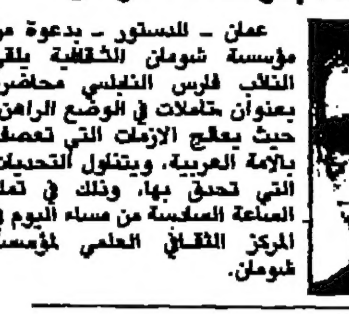 عمان - للدستور - بدعوة من
مؤسسة شومان الثقافية يلقي
النائب فارس النابلسي محاضرة
بعنوان «تاملات في الوضع الراهن
حيث يعالج الازمات التي تعصف
بالامة العربية، ويتناول التحديات
التي تحدق بها، وذلك في تمام
الساعة السادسة من مساء اليوم في
المركز الثقافي العلمي لمؤسسة
شومان.